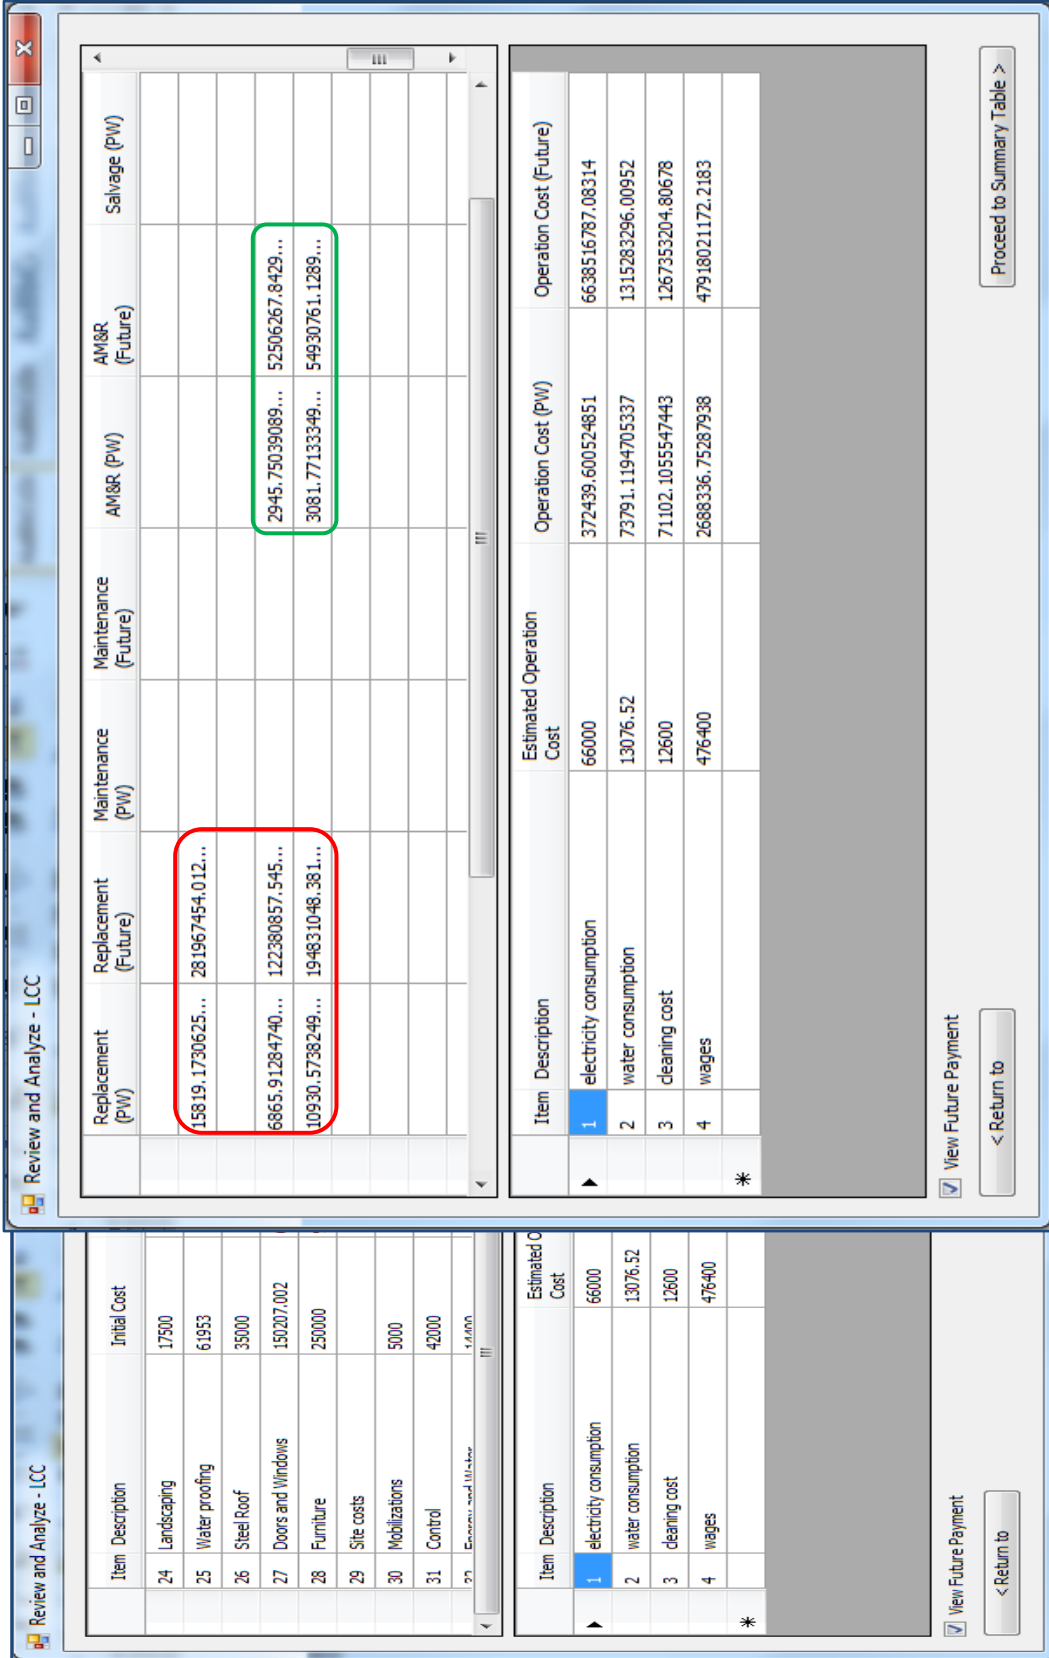 Review and Analyze - LCC
Item Description Initial Cost
24 Landscaping 17500
25 Water proofing 61953
26 Steel Roof 35000
27 Doors and Windows 150207.002
28 Furniture 250000
29 Site costs
30 Mobilizations 5000
31 Control 42000
Item Description Estimated O
Cost
1 electricity consumption 66000
2 water consumption 13076.52
3 cleaning cost 12600
4 wages 476400
View Future Payment
< Return to
Review and Analyze - LCC
Replacement (PW) Replacement (Future) Maintenance (PW) Maintenance (Future) AM&R (PW) AM&R (Future) Salvage (PW)
15819.1730625... 281967454.012...
6865.91284740... 122380857.545... 2945.75039089... 52506267.8429...
10930.5738249... 194831048.381... 3081.77133349... 54930761.1289...
Item Description Estimated Operation Cost Operation Cost (PW) Operation Cost (Future)
1 electricity consumption 66000 372439.600524851 6638516787.08314
2 water consumption 13076.52 73791.1194705337 1315283296.00952
3 cleaning cost 12600 71102.1055547443 1267353204.80678
4 wages 476400 2688336.75287938 47918021172.2183
View Future Payment
< Return to
Proceed to Summary Table >